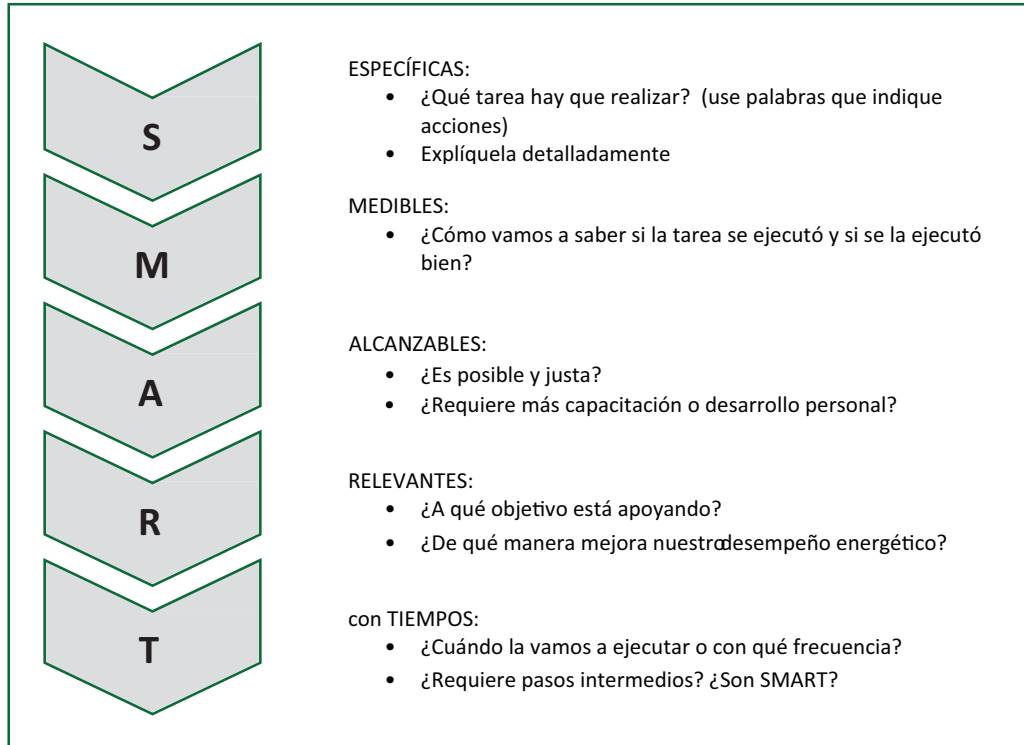 S
ESPECÍFICAS:
• ¿Qué tarea hay que realizar? (use palabras que indique
acciones)
• Explíquela detalladamente
M
MEDIBLES:
• ¿Cómo vamos a saber si la tarea se ejecutó y si se la ejecutó
bien?
A
ALCANZABLES:
• ¿Es posible y justa?
• ¿Requiere más capacitación o desarrollo personal?
R
RELEVANTES:
• ¿A qué objetivo está apoyando?
• ¿De qué manera mejora nuestro desempeño energético?
T
con TIEMPOS:
• ¿Cuándo la vamos a ejecutar o con qué frecuencia?
• ¿Requiere pasos intermedios? ¿Son SMART?